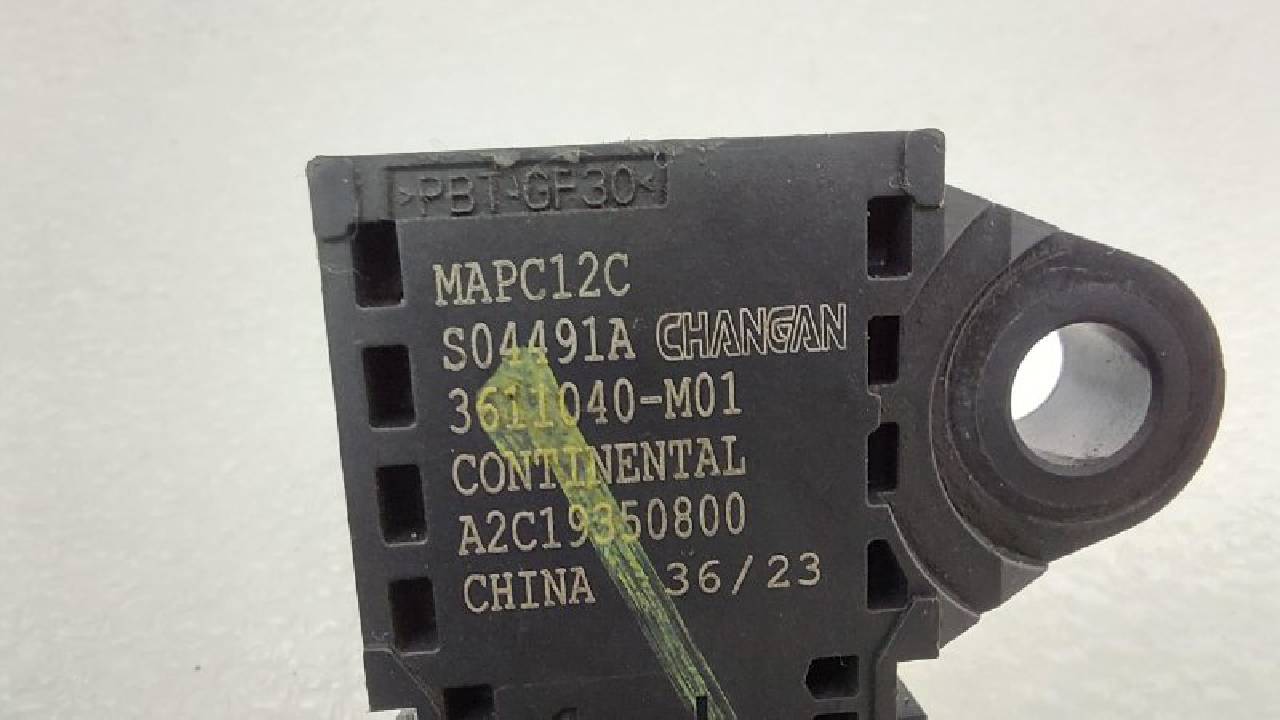 >PBT-GF30<
MAPC12C
S04491A CHANGAN
3611040-M01
CONTINENTAL
A2C19350800
CHINA 36/23